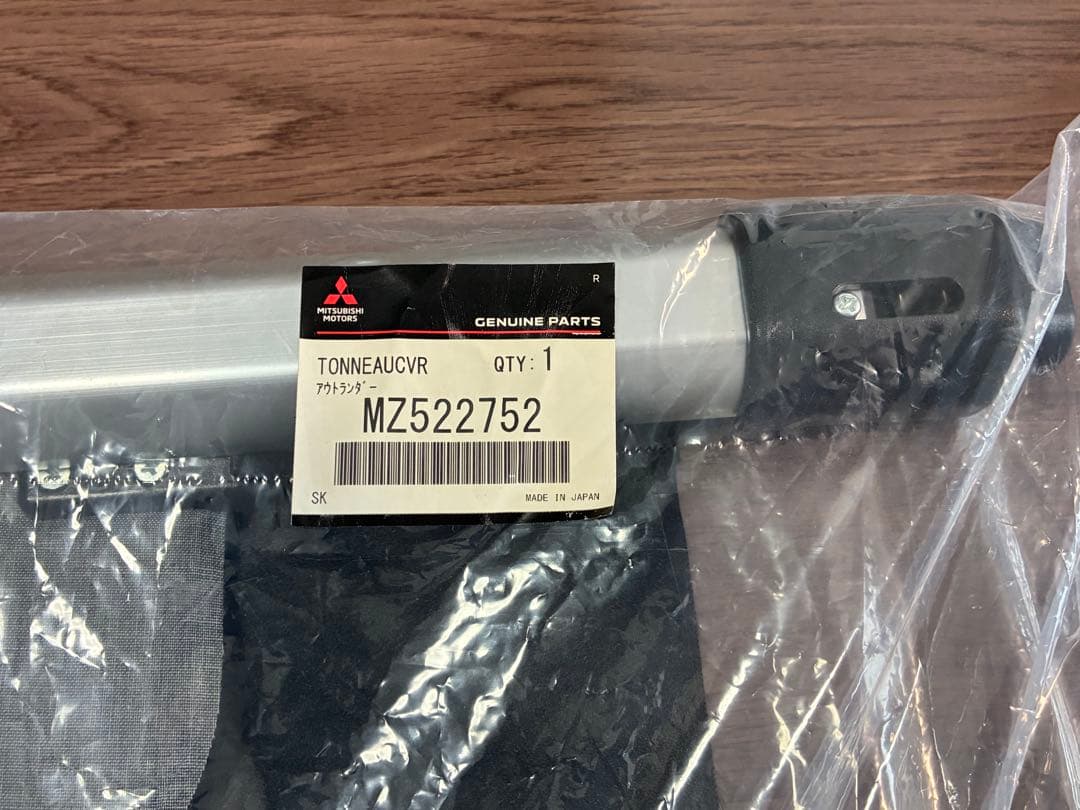 R
MITSUBISHI
MOTORS
GENUINE PARTS
TONNEAUCVR QTY: 1
アウトランダー
MZ522752
SK MADE IN JAPAN